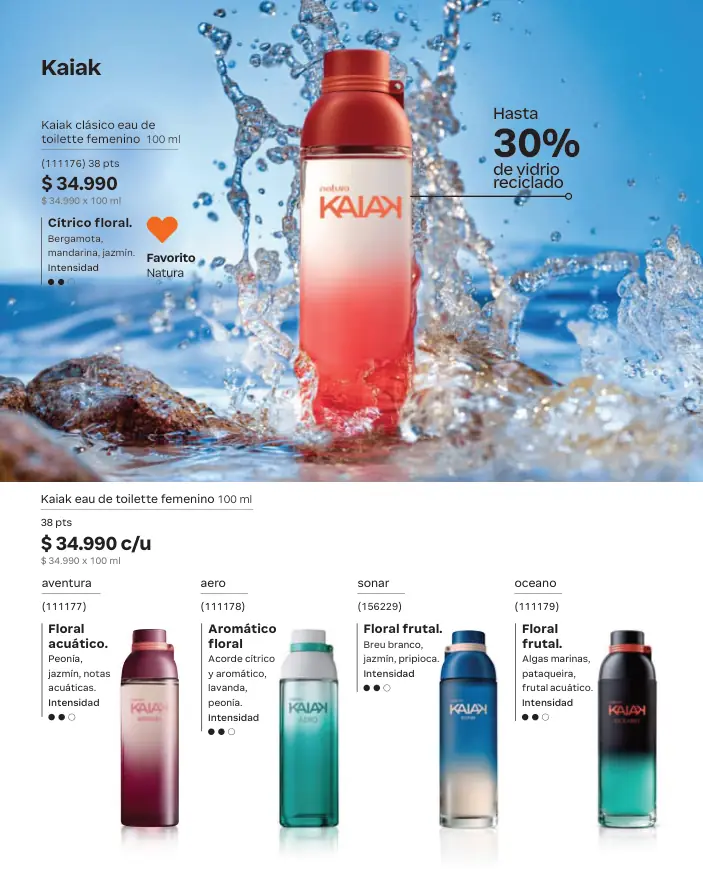 Kaiak
Kaiak clásico eau de
toilette femenino 100 ml
(111176) 38 pts
$ 34.990
$ 34.990 x 100 ml
Cítrico floral.
Bergamota,
mandarina, jazmín.
Intensidad
Favorito
Natura
Hasta
30%
de vidrio
reciclado
natura
KAIAK
Kaiak eau de toilette femenino 100 ml
38 pts
$ 34.990 c/u
$ 34.990 x 100 ml
aventura
(111177)
Floral
acuático.
Peonía,
jazmín, notas
acuáticas.
Intensidad
KAIAK
aero
(111178)
Aromático
floral
Acorde cítrico
y aromático,
lavanda,
peonía.
Intensidad
KAIAK
AERO
sonar
(156229)
Floral frutal.
Breu branco,
jazmín, pripioca.
Intensidad
KAIAK
SONAR
oceano
(111179)
Floral
frutal.
Algas marinas,
pataqueira,
frutal acuático.
Intensidad
KAIAK
OCEANO